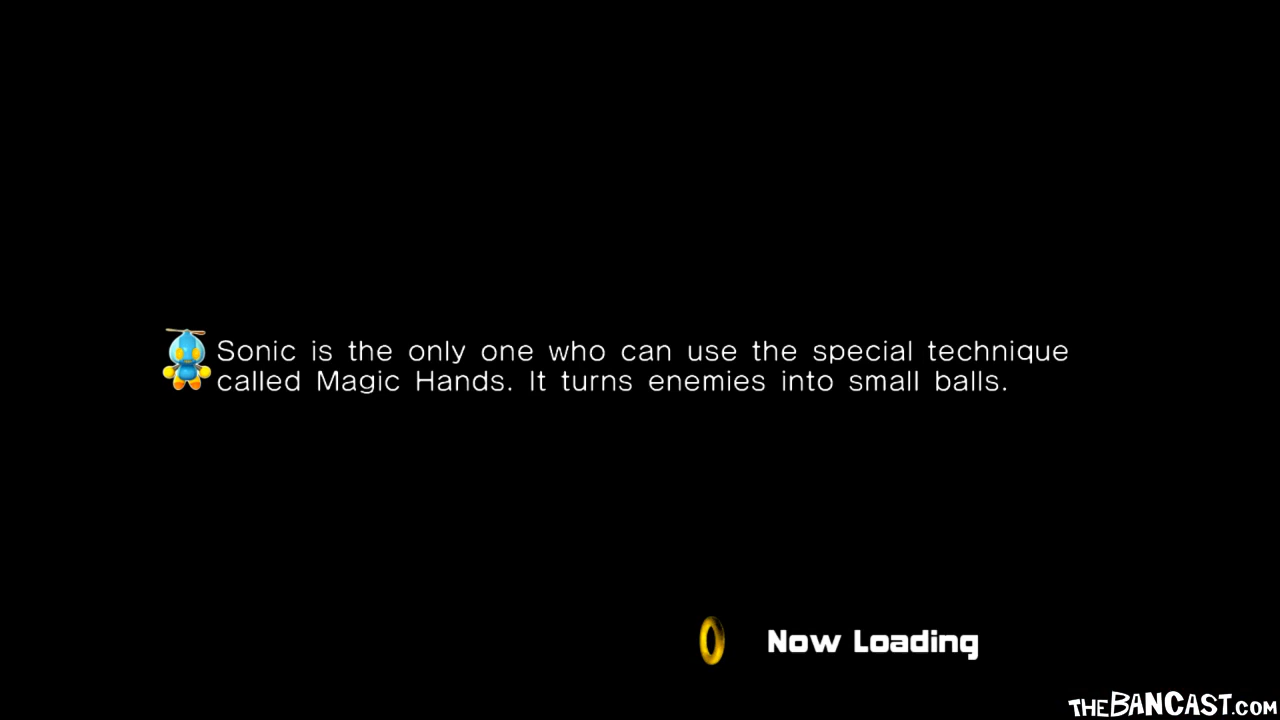 Sonic is the only one who can use the special technique
called Magic Hands. It turns enemies into small balls.
Now Loading
THEBANCAST.COM